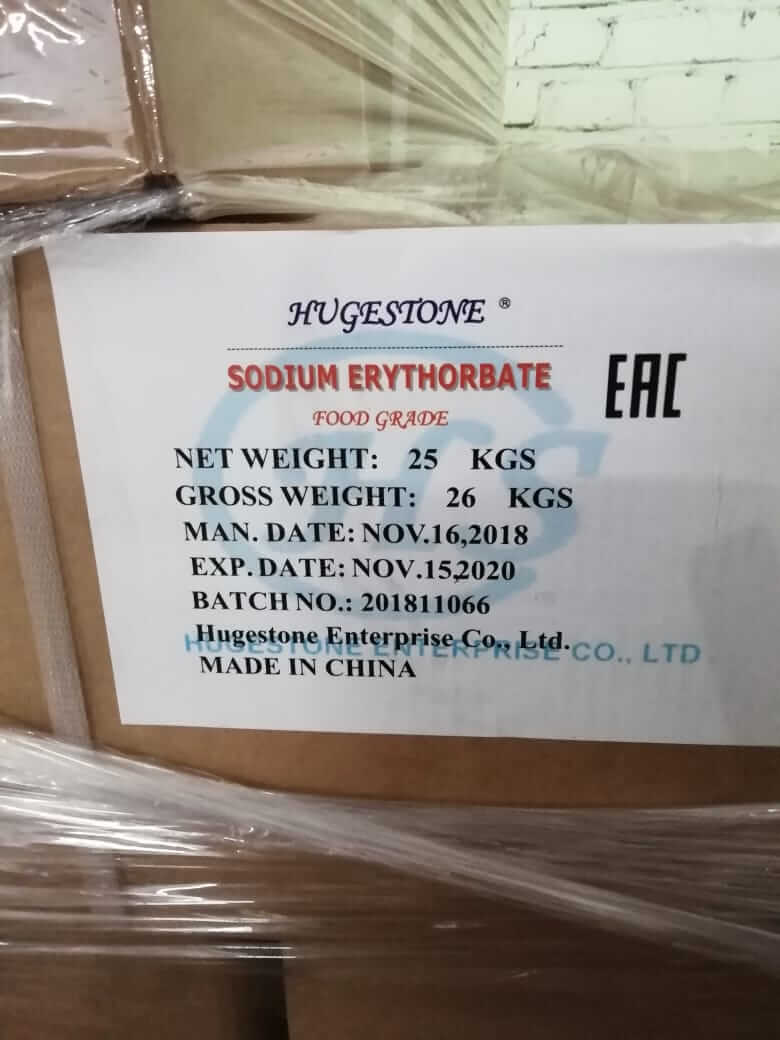 HUGESTONE ®
SODIUM ERYTHORBATE
EAC
FOOD GRADE
NET WEIGHT: 25 KGS
GROSS WEIGHT: 26 KGS
MAN. DATE: NOV.16,2018
EXP. DATE: NOV.15,2020
BATCH NO.: 201811066
Hugestone Enterprise Co., Ltd.
HUGESTONE ENTERPRISE CO., LTD
MADE IN CHINA
HS